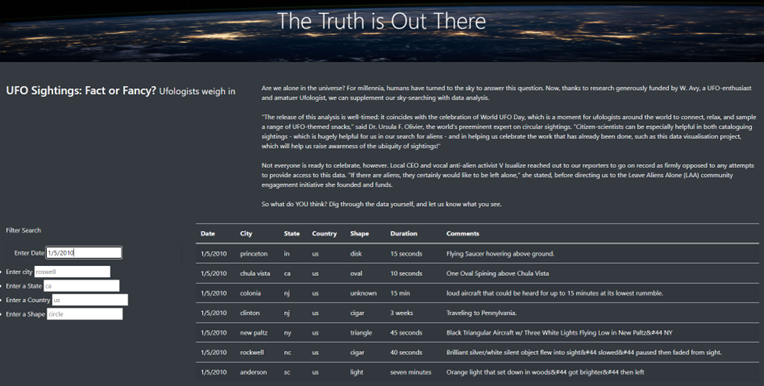 The Truth is Out There
UFO Sightings: Fact or Fancy? Ufologists weigh in
Are we alone in the universe? For millennia, humans have turned to the sky to answer this question. Now, thanks to research generously funded by W. Avy, a UFO-enthusiast
and amatuer Ufologist, we can supplement our sky-searching with data analysis.
"The release of this analysis is well-timed; it coincides with the celebration of World UFO Day, which is a moment for ufologists around the world to connect, relax, and sample
a range of UFO-themed snacks," said Dr. Ursula F. Olivier, the world's preeminent expert on circular sightings. "Citizen-scientists can be especially helpful in both cataloguing
sightings - which is hugely helpful for us in our search for aliens - and in helping us celebrate the work that has already been done, such as this data visualisation project,
which will help us raise awareness of the ubiquity of sightings!"
Not everyone is ready to celebrate, however. Local CEO and vocal anti-alien activist V Isualize reached out to our reporters to go on record as firmly opposed to any attempts
to provide access to this data. "If there are aliens, they certainly would like to be left alone," she stated, before directing us to the Leave Aliens Alone (LAA) community
engagement initiative she founded and funds.
So what do YOU think? Dig through the data yourself, and let us know what you see.
Filter Search
Enter Date 1/5/2010
Enter city roswell
Enter a State ca
Enter a Country us
Enter a Shape circle
Date City State Country Shape Duration Comments
1/5/2010 princeton in us disk 15 seconds Flying Saucer hovering above ground.
1/5/2010 chula vista ca us oval 10 seconds One Oval Spining above Chula Vista
1/5/2010 colonia nj us unknown 15 min loud aircraft that could be heard for up to 15 minutes at its lowest rummble.
1/5/2010 clinton nj us cigar 3 weeks Traveling to Pennsylvania.
1/5/2010 new paltz ny us triangle 45 seconds Black Triangular Aircraft w/ Three White Lights Flying Low in New Paltz&#44 NY
1/5/2010 rockwell nc us cigar 40 seconds Brilliant silver/white silent object flew into sight&#44 slowed&#44 paused then faded from sight.
1/5/2010 anderson sc us light seven minutes Orange light that set down in woods&#44 got brighter&#44 then left